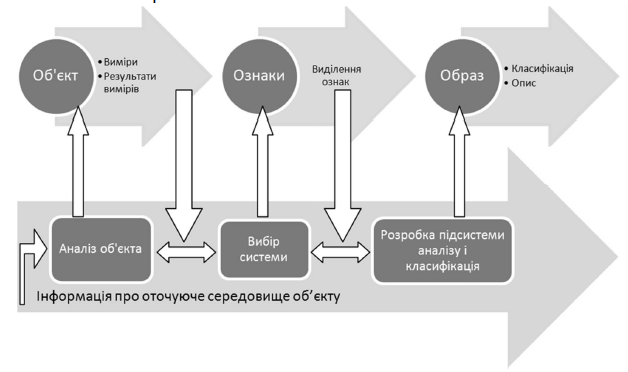 Об'єкт
• Виміри
• Результати
вимірів
Ознаки
Виділення
ознак
Образ
• Класифікація
• Опис
Аналіз об'єкта
Вибір
системи
Розробка підсистеми
аналізу і
класифікація
Інформація про оточуюче середовище об’єкту